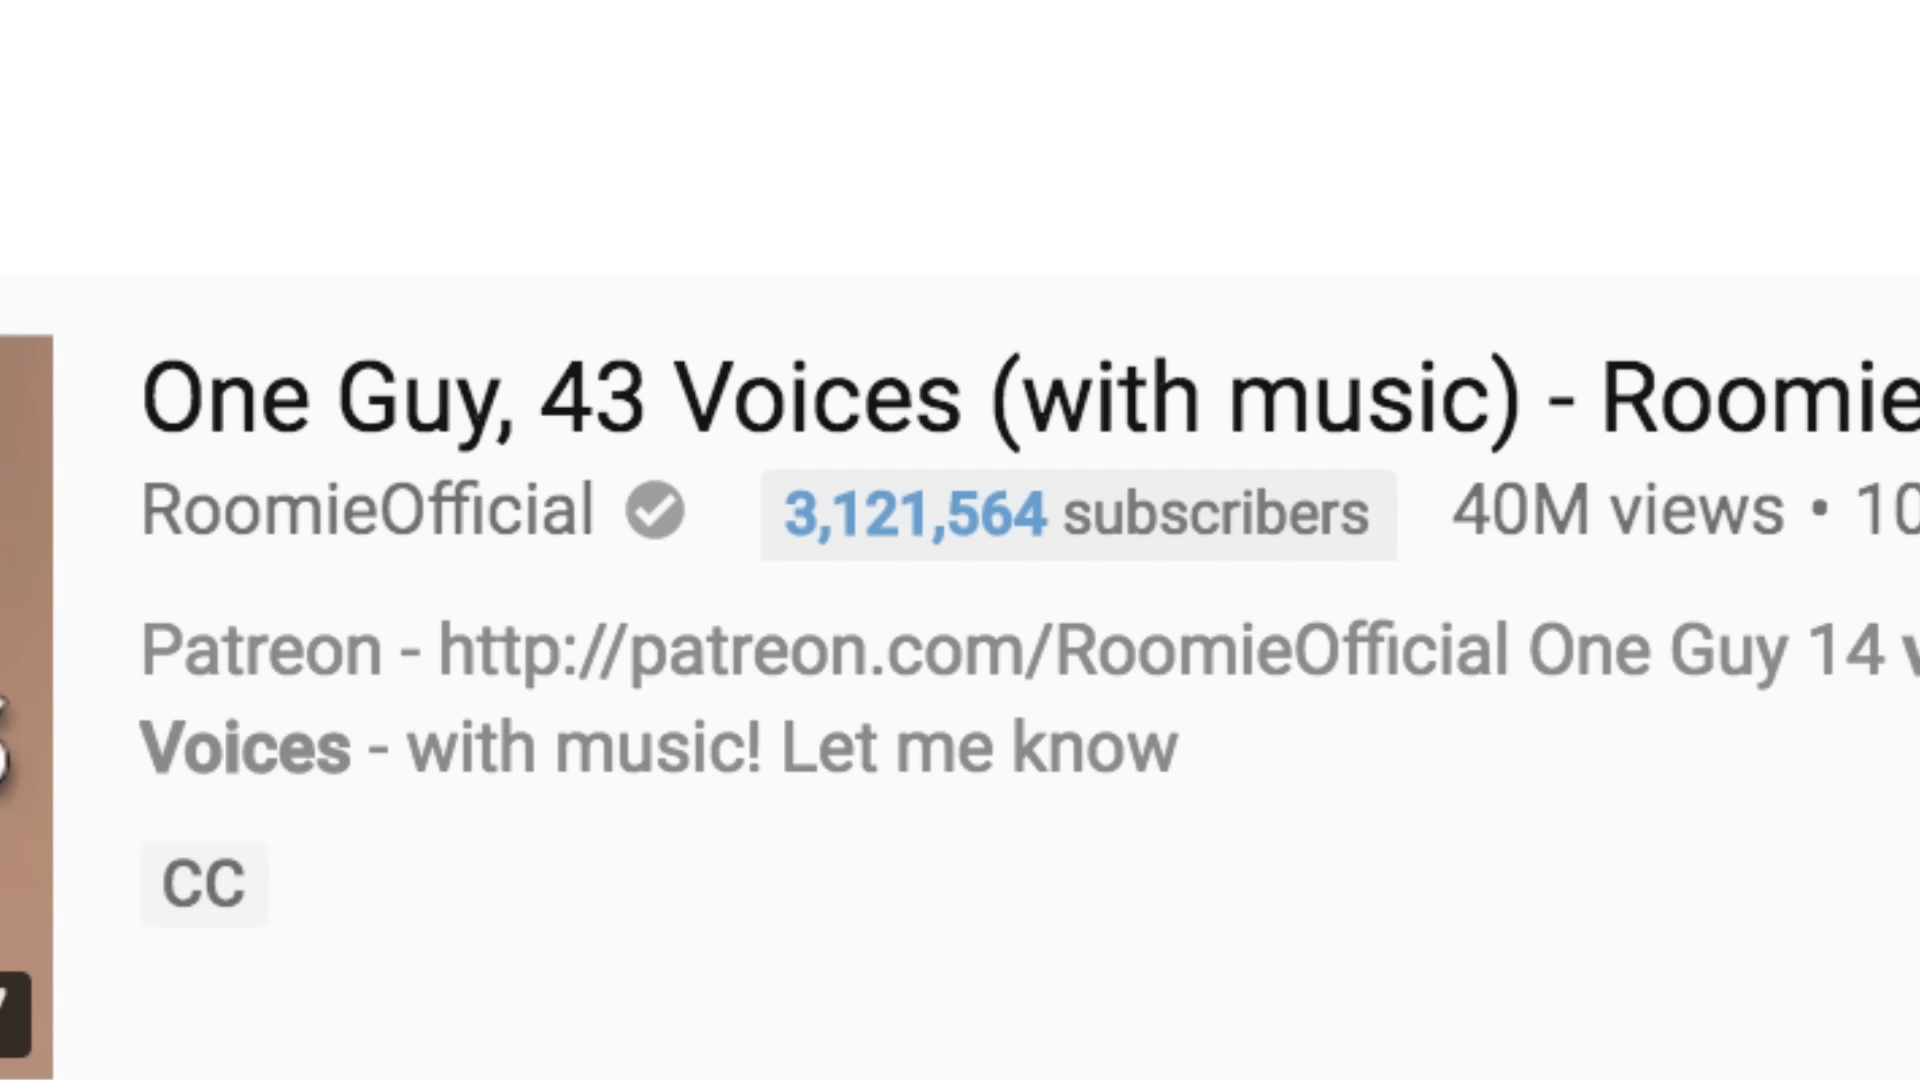 One Guy, 43 Voices (with music) - Roomie
RoomieOfficial 3,121,564 subscribers 40M views • 10
Patreon - http://patreon.com/RoomieOfficial One Guy 14
Voices - with music! Let me know
CC